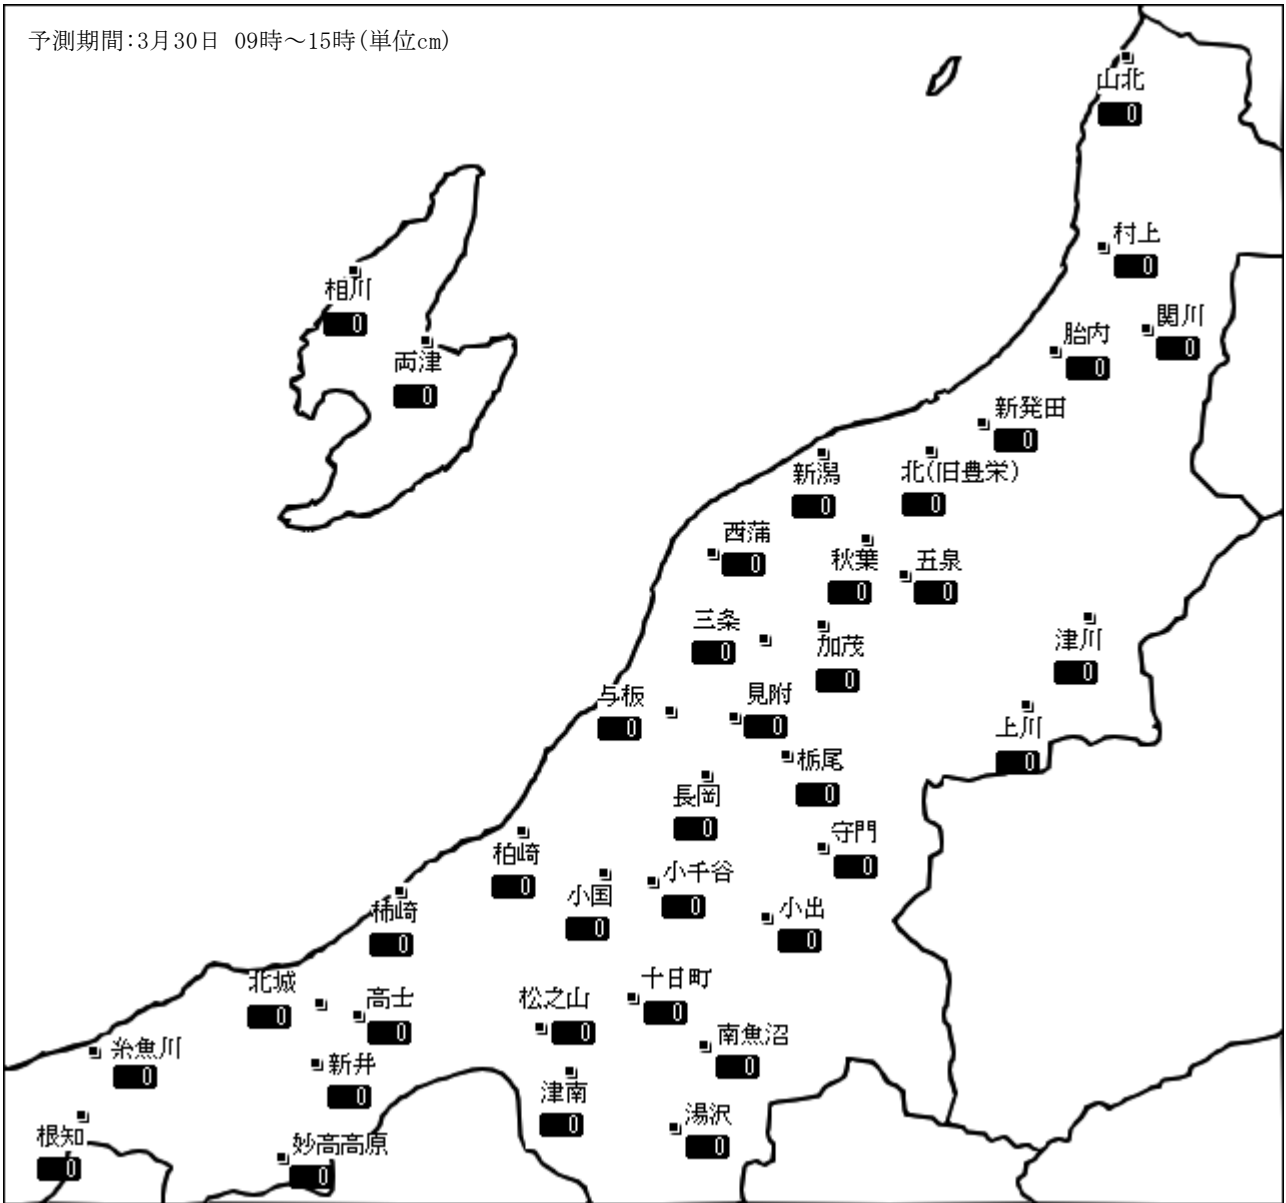 予測期間:3月30日 09時～15時(単位cm)
山北
0
村上
0
相川
0
関川
0
胎内
0
両津
0
新発田
0
新潟
0
北(旧豊栄)
0
西蒲
0
秋葉
0
五泉
0
三条
0
加茂
0
津川
0
与板
0
見附
0
上川
0
栃尾
0
長岡
0
守門
0
柏崎
0
小国
0
小千谷
0
小出
0
柿崎
0
北城
0
高士
0
松之山
0
十日町
0
南魚沼
0
糸魚川
0
新井
0
津南
0
湯沢
0
根知
0
妙高高原
0